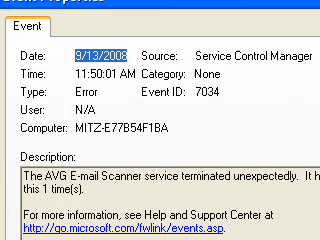 Event Properties
Event
Date: 9/13/2008 Source: Service Control Manager
Time: 11:50:01 AM Category: None
Type: Error Event ID: 7034
User: N/A
Computer: MITZ-E77B54F1BA
Description:
The AVG E-mail Scanner service terminated unexpectedly. It h
this 1 time(s).
For more information, see Help and Support Center at
http://go.microsoft.com/fwlink/events.asp.